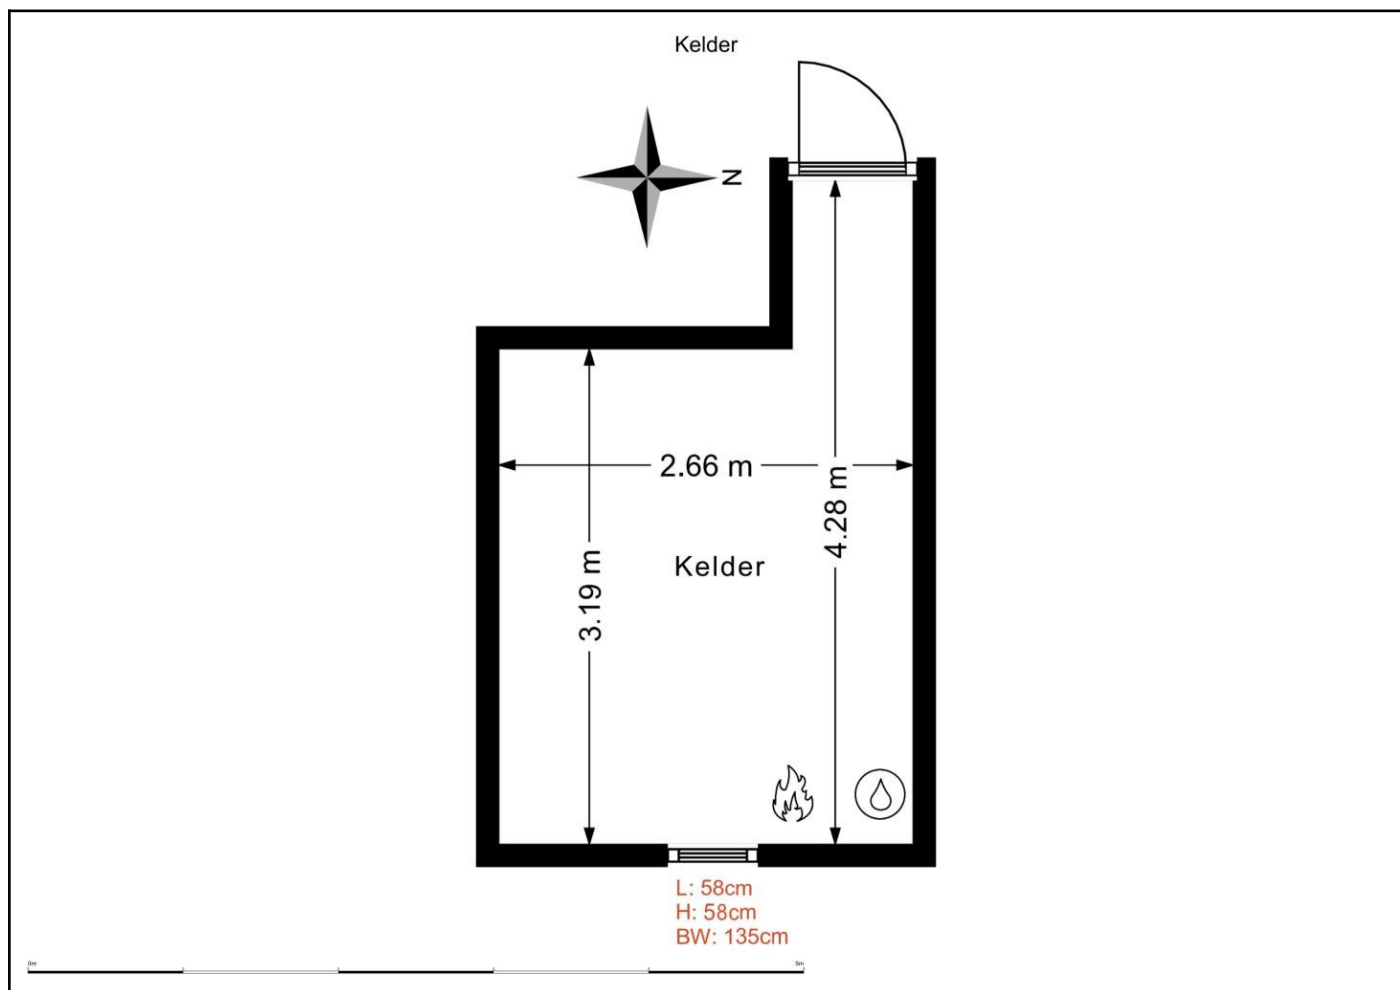 Kelder
N
2.66 m
4.28 m
3.19 m
Kelder
L: 58cm
H: 58cm
BW: 135cm
0m
5m